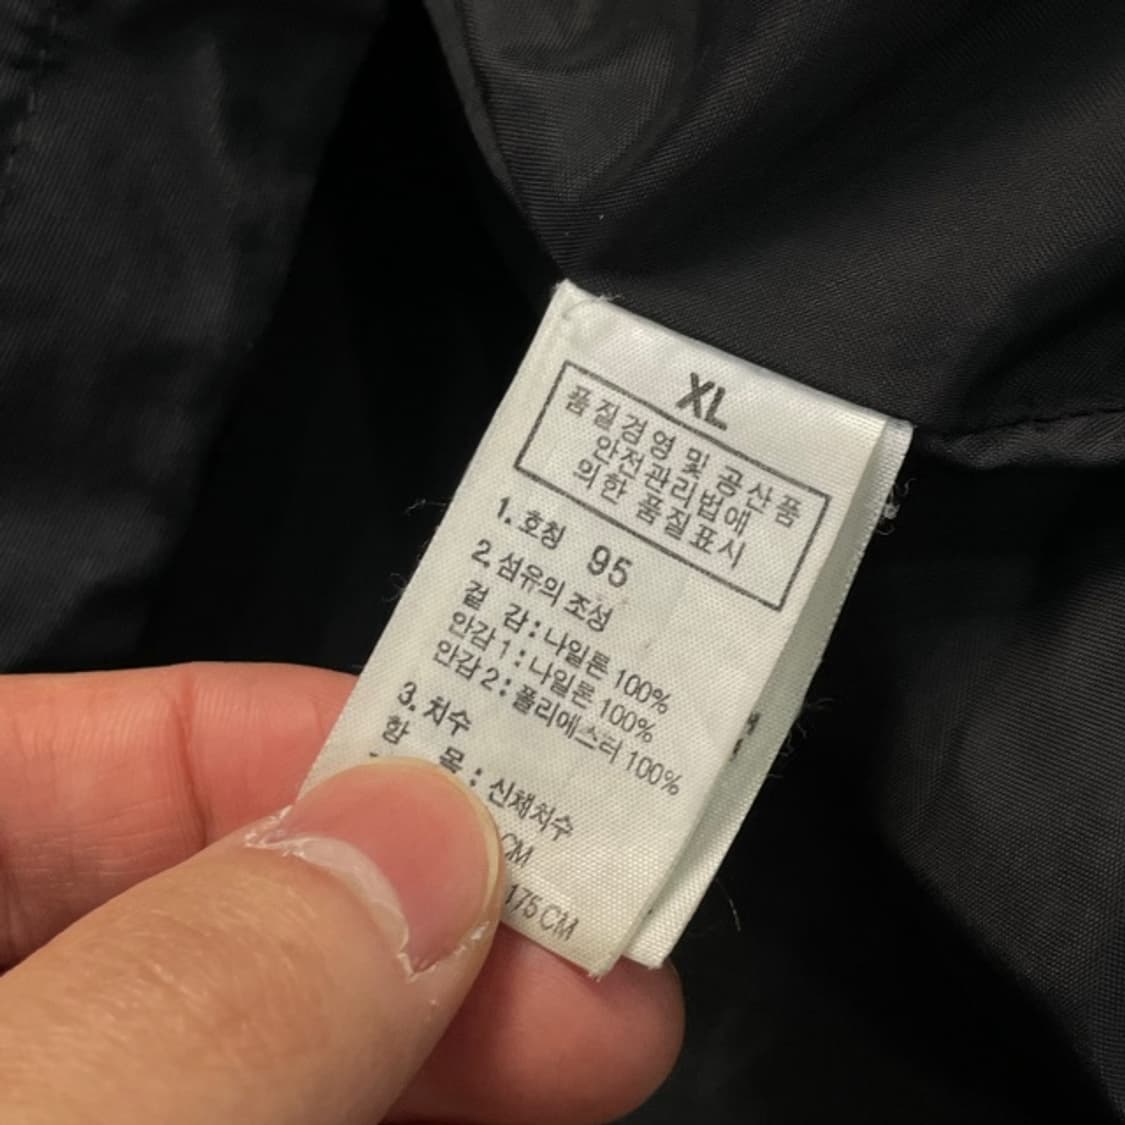 XL
품질경영 및 공산품
안전관리법에
의한 품질표시
1. 호칭 95
2. 섬유의 조성
겉 감 : 나일론 100%
안감 1 : 나일론 100%
안감 2 : 폴리에스터 100%
3. 치수
항 목 : 신체치수
CM
175 CM